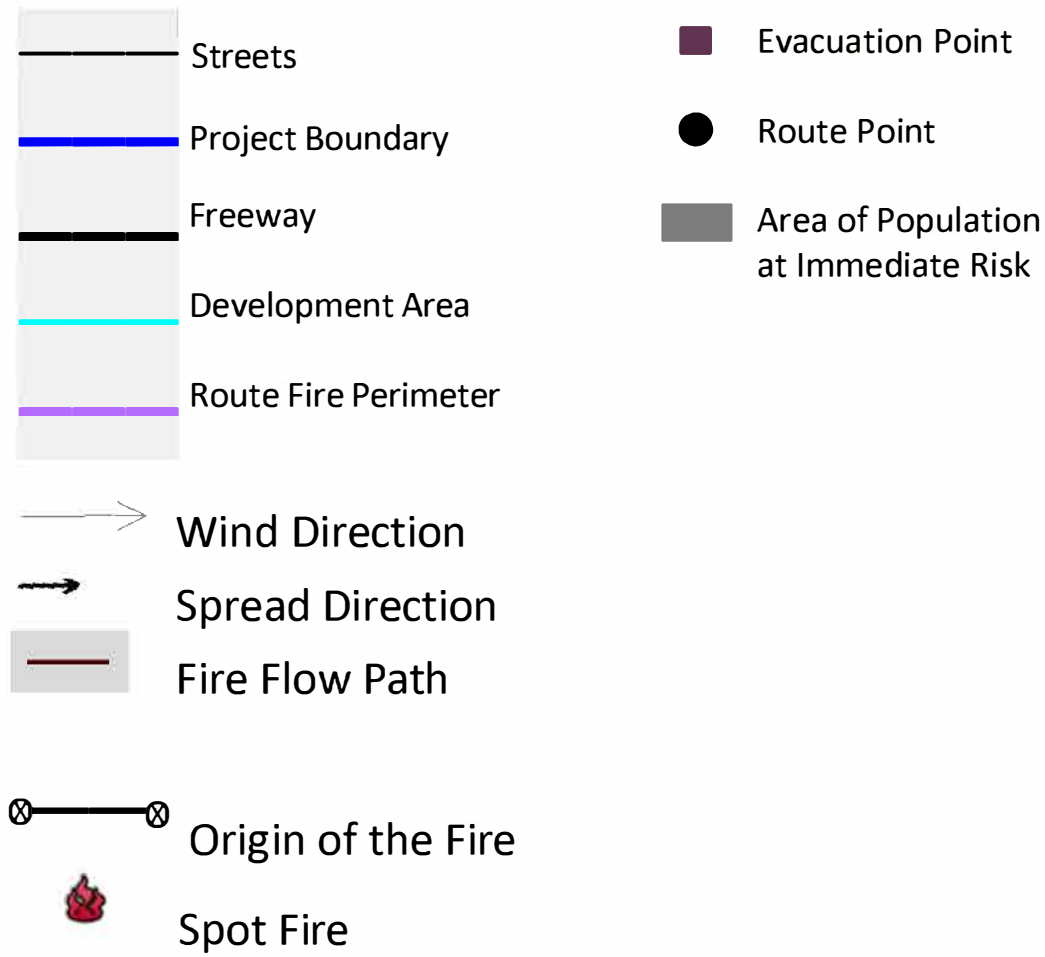 Streets
Project Boundary
Freeway
Development Area
Route Fire Perimeter
Wind Direction
Spread Direction
Fire Flow Path
Origin of the Fire
Spot Fire
Evacuation Point
Route Point
Area of Population
at Immediate Risk